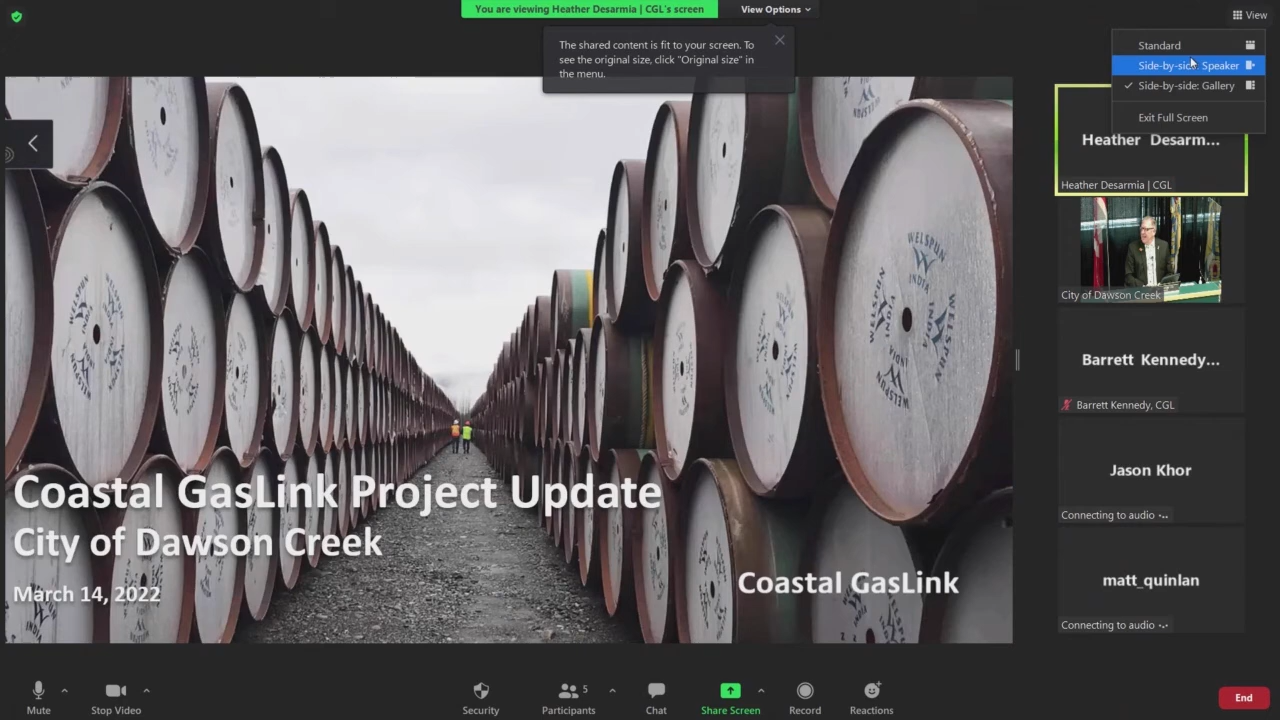 You are viewing Heather Desarmia | CGL's screen
View Options
View
The shared content is fit to your screen. To
see the original size, click "Original size" in
the menu.
Standard
Side-by-side: Speaker
Side-by-side: Gallery
Exit Full Screen
Heather Desarm...
Heather Desarmia | CGL
City of Dawson Creek
Barrett Kennedy...
Barrett Kennedy, CGL
Jason Khor
Connecting to audio
matt_quinlan
Connecting to audio
WELSPUN
INDIA
Coastal GasLink Project Update
City of Dawson Creek
March 14, 2022
Coastal GasLink
Mute
Stop Video
Security
Participants
5
Chat
Share Screen
Record
Reactions
End